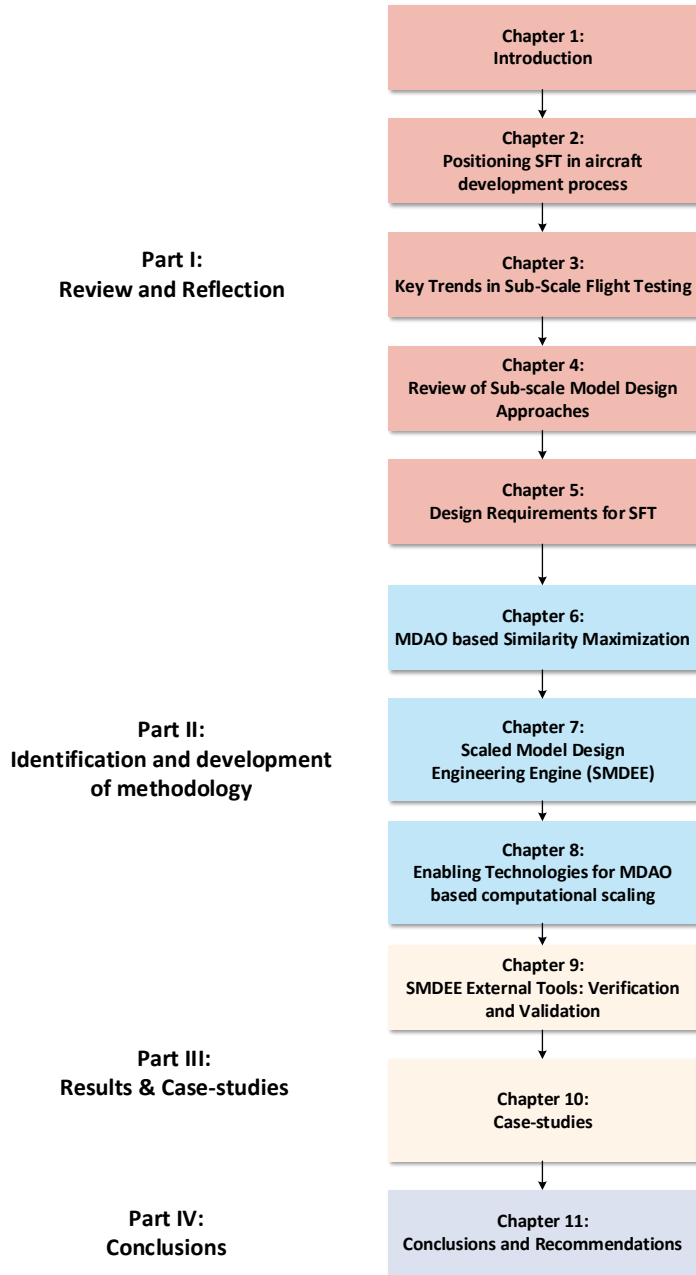 Chapter 1:
Introduction
Chapter 2:
Positioning SFT in aircraft
development process
Part I:
Review and Reflection
Chapter 3:
Key Trends in Sub-Scale Flight Testing
Chapter 4:
Review of Sub-scale Model Design
Approaches
Chapter 5:
Design Requirements for SFT
Chapter 6:
MDAO based Similarity Maximization
Part II:
Identification and development
of methodology
Chapter 7:
Scaled Model Design
Engineering Engine (SMDEE)
Chapter 8:
Enabling Technologies for MDAO
based computational scaling
Chapter 9:
SMDEE External Tools: Verification
and Validation
Part III:
Results & Case-studies
Chapter 10:
Case-studies
Part IV:
Conclusions
Chapter 11:
Conclusions and Recommendations